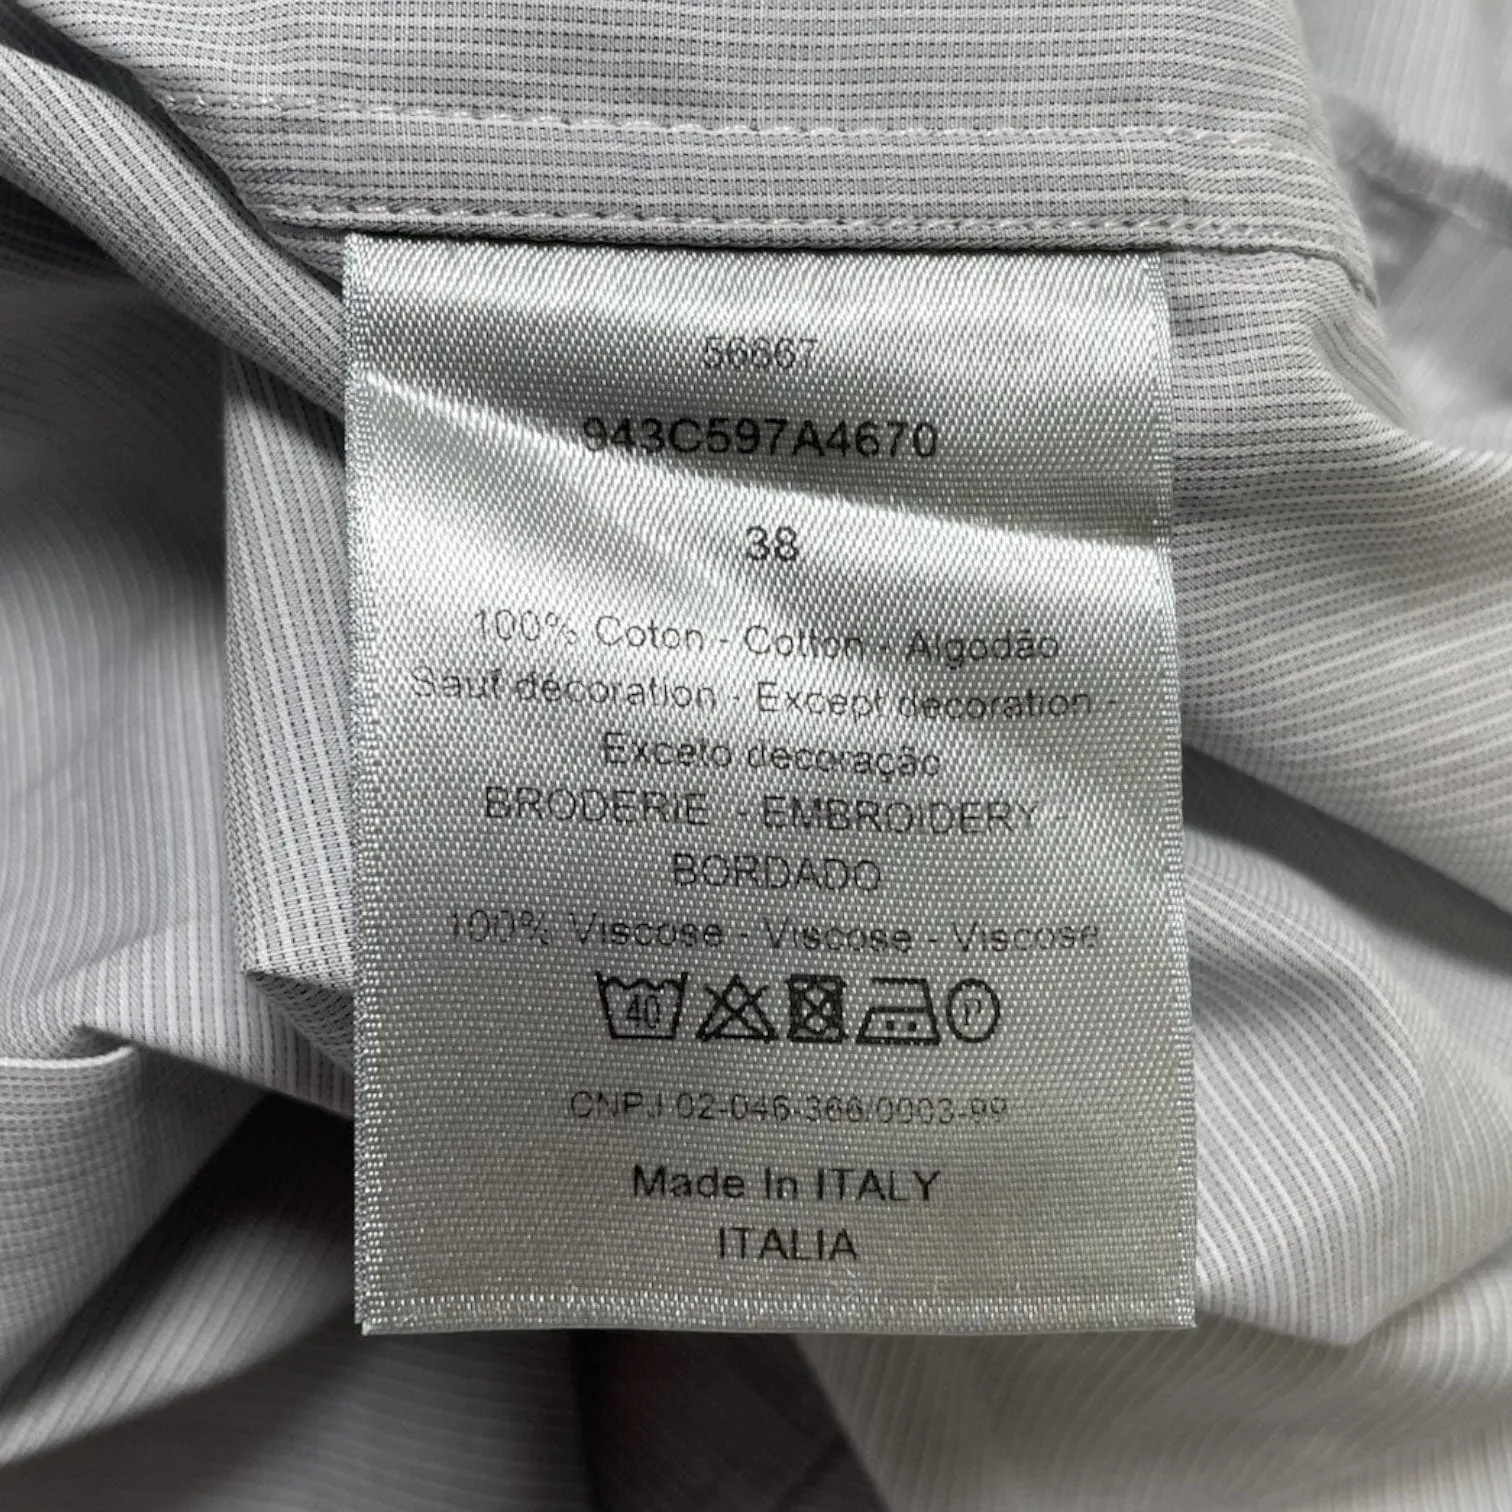 56667
943C597A4670
38
100% Coton - Cotton - Algodão
Sauf décoration - Except decoration -
Exceto decoração
BRODERIE - EMBROIDERY -
BORDADO
100% Viscose - Viscose - Viscose
40 P
CNPJ 02-046-366/0003-99
Made In ITALY
ITALIA